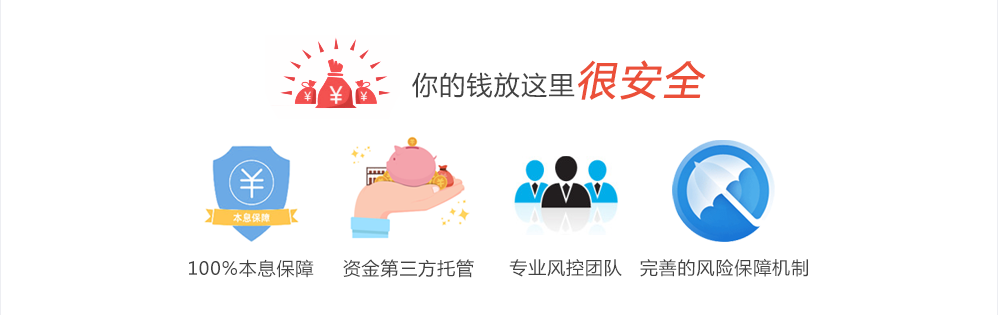 你的钱放这里很安全
¥ ¥ ¥
¥
本息保障
100%本息保障
资金第三方托管
专业风控团队
完善的风险保障机制